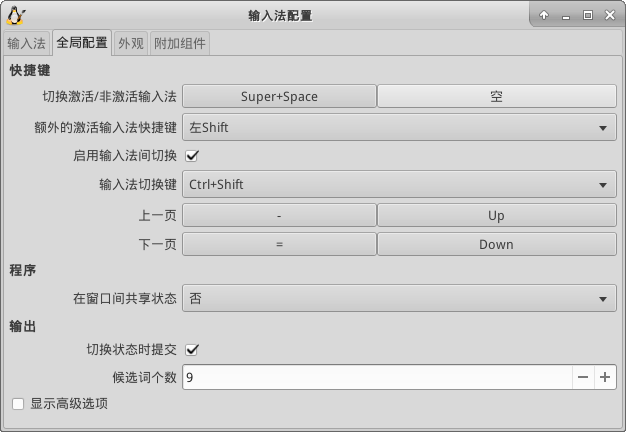 输入法配置
输入法 全局配置 外观 附加组件
快捷键
切换激活/非激活输入法 Super+Space 空
额外的激活输入法快捷键 左Shift
启用输入法间切换
输入法切换键 Ctrl+Shift
上一页 - Up
下一页 = Down
程序
在窗口间共享状态 否
输出
切换状态时提交
候选词个数 9
显示高级选项